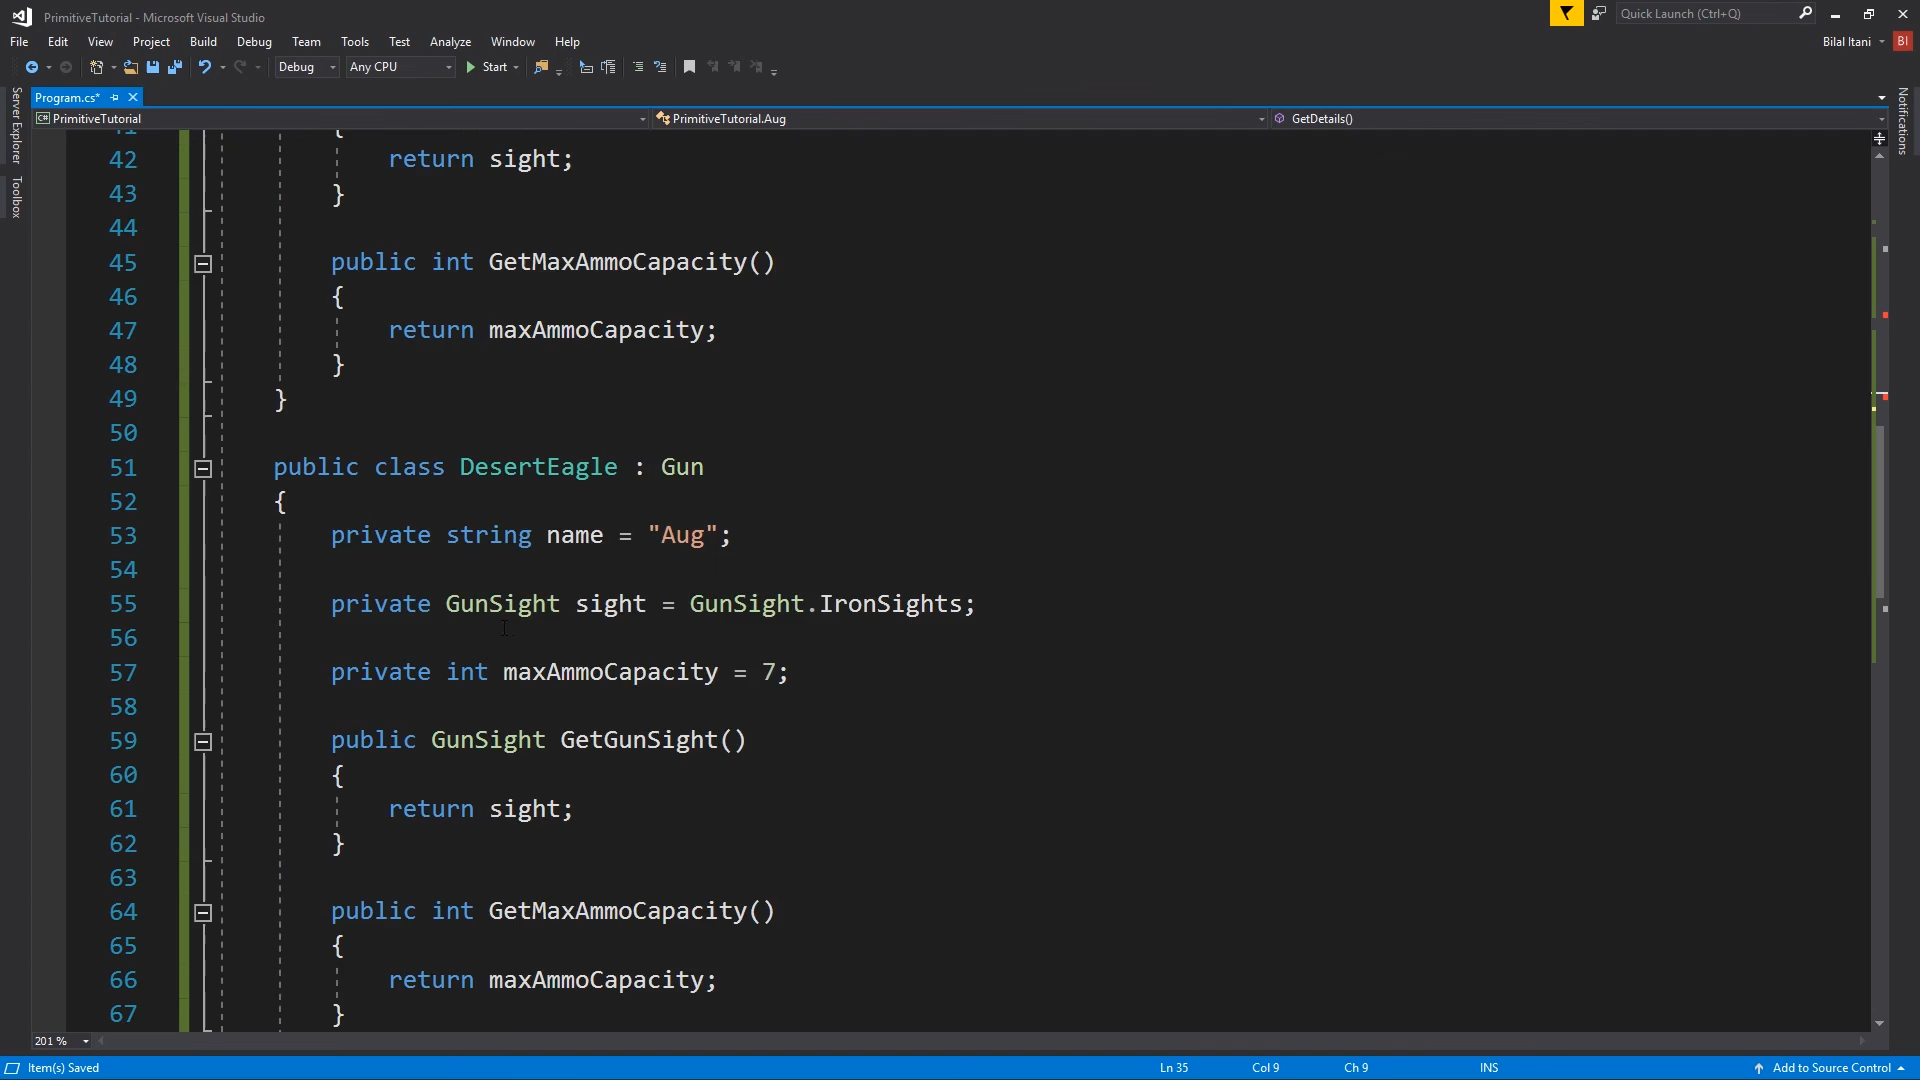 PrimitiveTutorial - Microsoft Visual Studio
Quick Launch (Ctrl+Q)
File Edit View Project Build Debug Team Tools Test Analyze Window Help
Bilal Itani BI
Debug Any CPU Start
Server Explorer
Toolbox
Notifications
Program.cs*
C# PrimitiveTutorial PrimitiveTutorial.Aug GetDetails()
41 {
42 return sight;
43 }
44
45 public int GetMaxAmmoCapacity()
46 {
47 return maxAmmoCapacity;
48 }
49 }
50
51 public class DesertEagle : Gun
52 {
53 private string name = "Aug";
54
55 private GunSight sight = GunSight.IronSights;
56
57 private int maxAmmoCapacity = 7;
58
59 public GunSight GetGunSight()
60 {
61 return sight;
62 }
63
64 public int GetMaxAmmoCapacity()
65 {
66 return maxAmmoCapacity;
67 }
201 %
Item(s) Saved Ln 35 Col 9 Ch 9 INS Add to Source Control